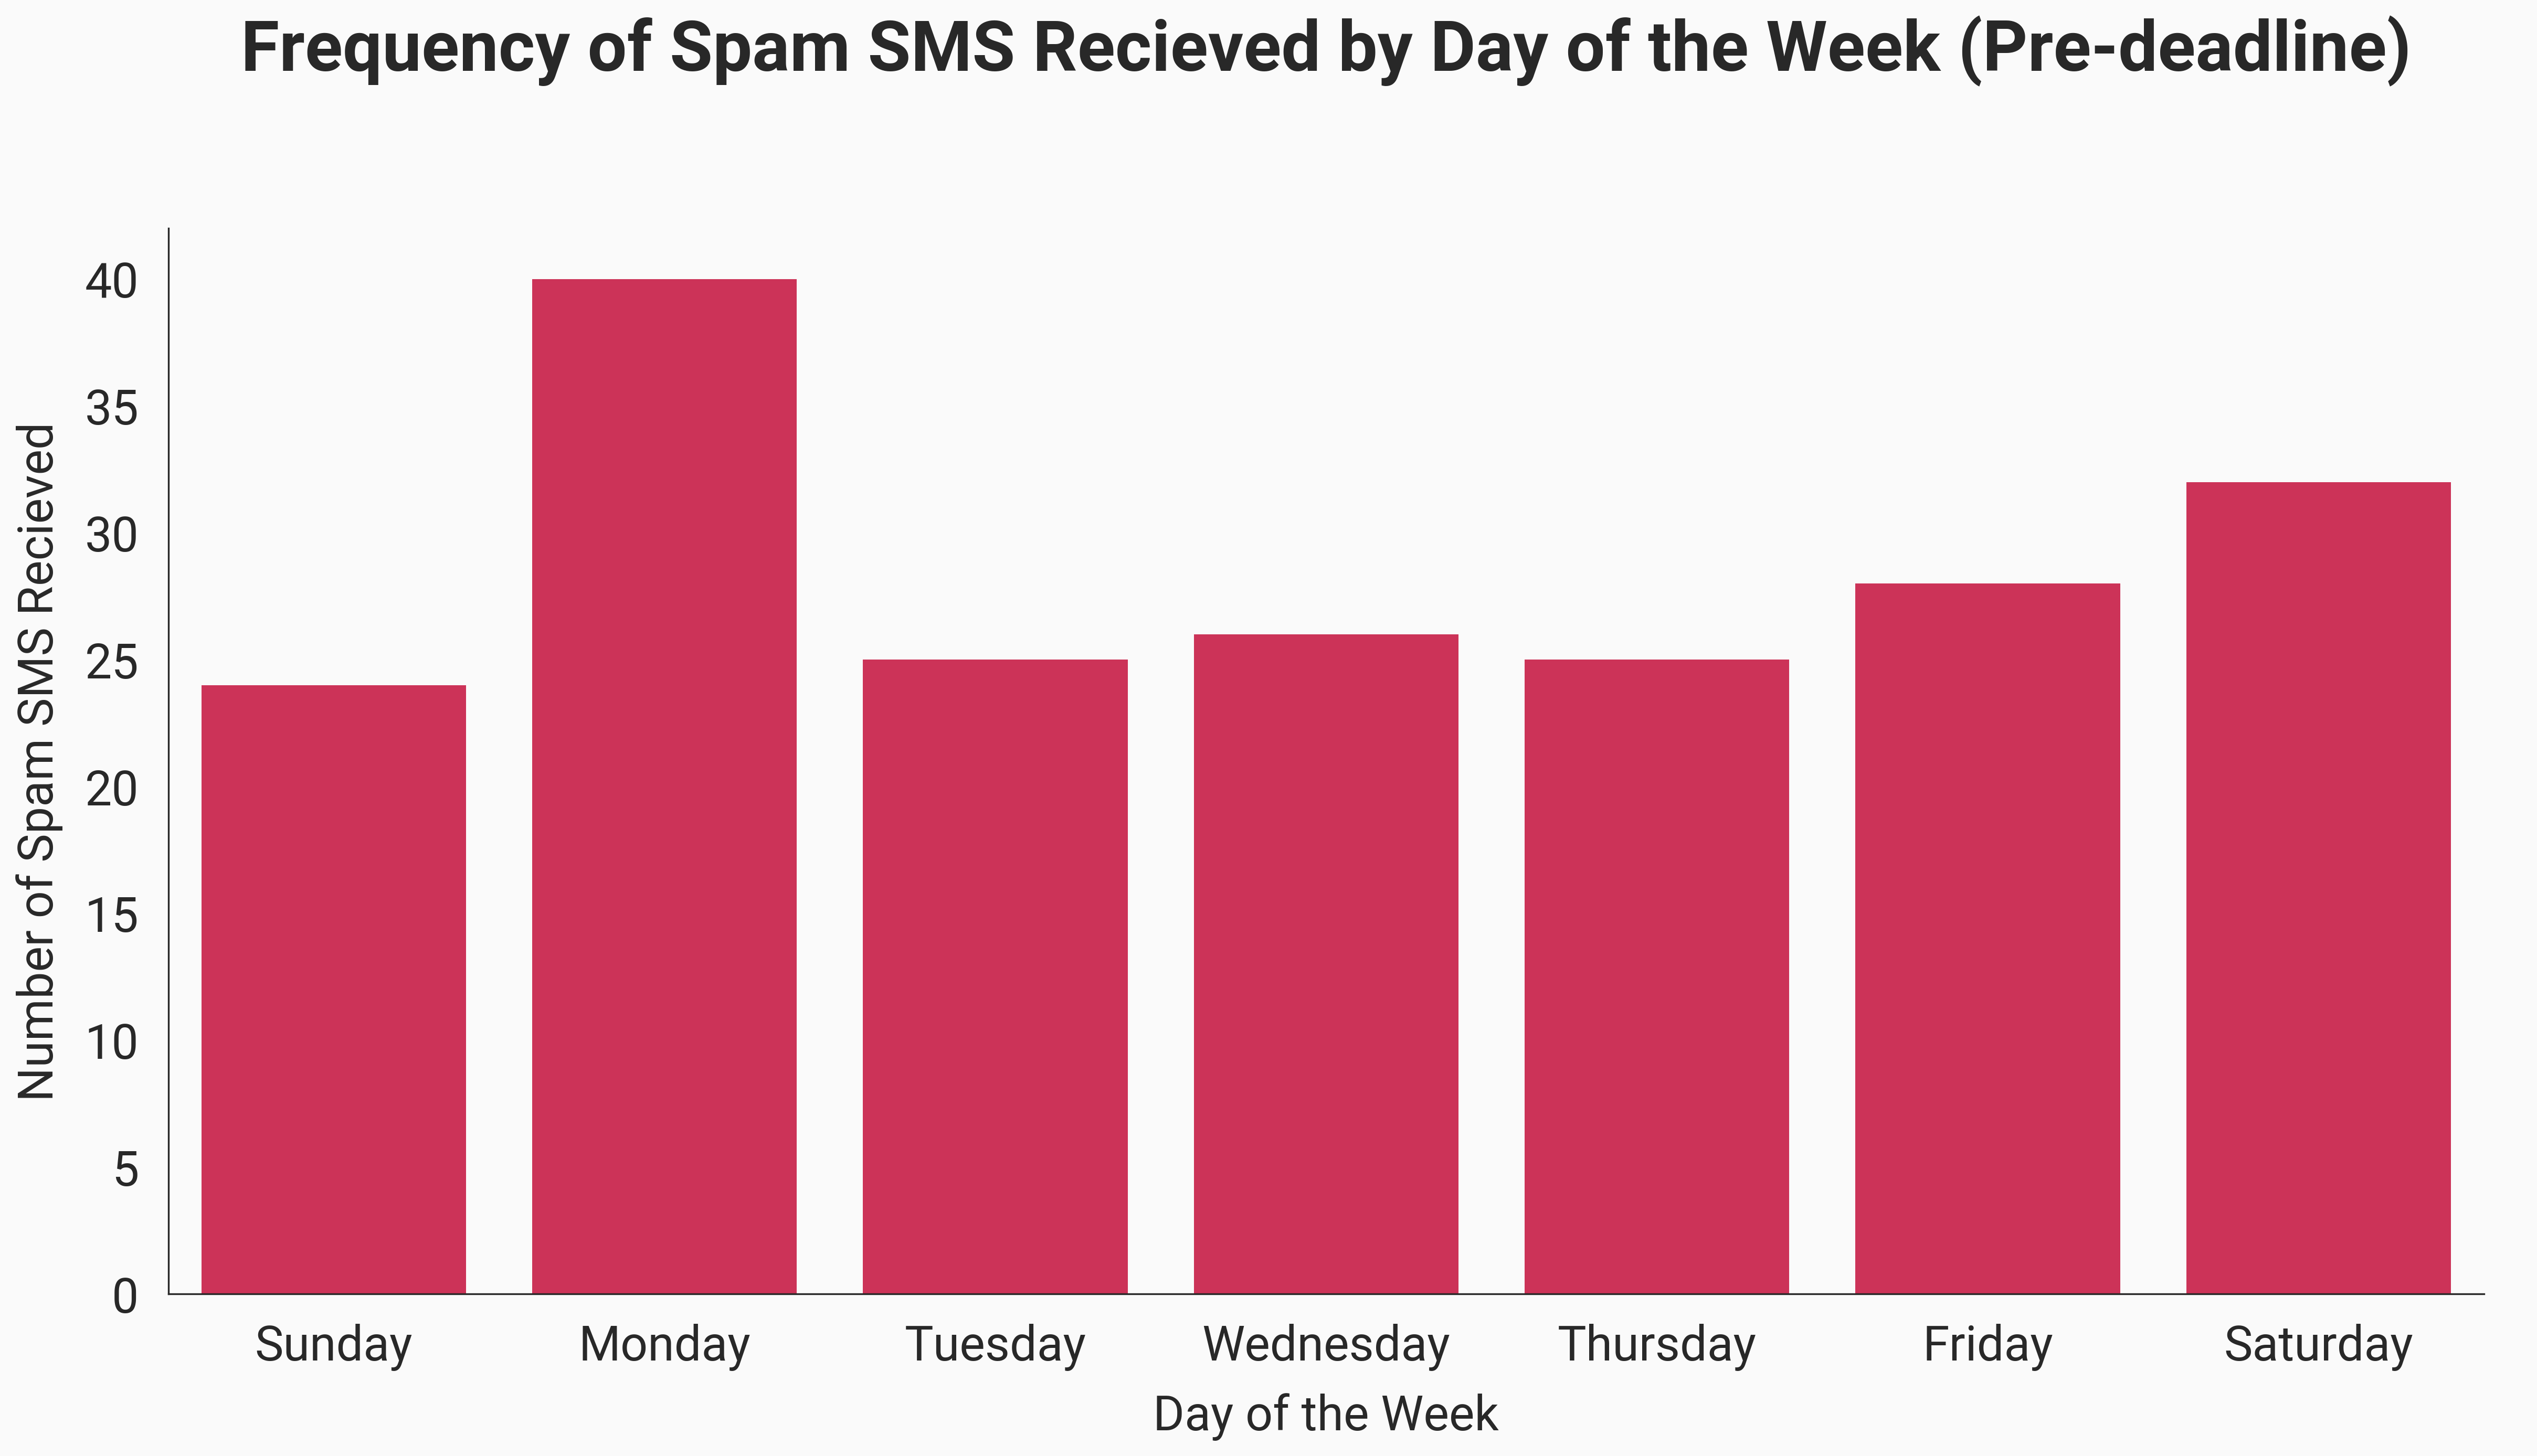 Frequency of Spam SMS Recieved by Day of the Week (Pre-deadline)
Number of Spam SMS Recieved
40
35
30
25
20
15
10
5
0
Sunday Monday Tuesday Wednesday Thursday Friday Saturday
Day of the Week